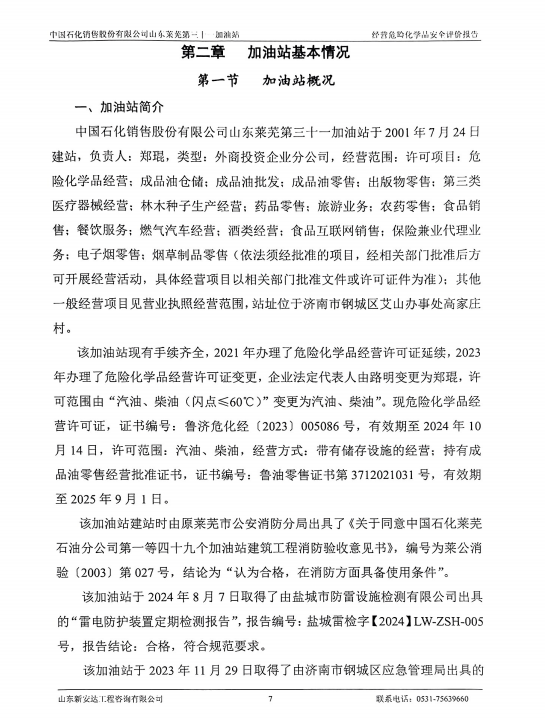 中国石化销售股份有限公司山东莱芜第三十一加油站 经营危险化学品安全评价报告
第二章 加油站基本情况
第一节 加油站概况
一、加油站简介
中国石化销售股份有限公司山东莱芜第三十一加油站于 2001 年 7 月 24 日
建站，负责人：郑琨，类型：外商投资企业分公司，经营范围：许可项目：危
险化学品经营；成品油仓储；成品油批发；成品油零售；出版物零售；第三类
医疗器械经营；林木种子生产经营；药品零售；旅游业务；农药零售；食品销
售；餐饮服务；燃气汽车经营；酒类经营；食品互联网销售；保险兼业代理业
务；电子烟零售；烟草制品零售（依法须经批准的项目，经相关部门批准后方
可开展经营活动，具体经营项目以相关部门批准文件或许可证件为准）；其他
一般经营项目见营业执照经营范围，站址位于济南市钢城区艾山办事处高家庄
村。
该加油站现有手续齐全，2021 年办理了危险化学品经营许可证延续，2023
年办理了危险化学品经营许可证变更，企业法定代表人由路明变更为郑琨，许
可范围由“汽油、柴油（闪点≤60℃）”变更为汽油、柴油”。现危险化学品经
营许可证，证书编号：鲁济危化经〔2023〕005086 号，有效期至 2024 年 10
月 14 日，许可范围：汽油、柴油，经营方式：带有储存设施的经营；持有成
品油零售经营批准证书，证书编号：鲁油零售证书第 3712021031 号，有效期
至 2025 年 9 月 1 日。
该加油站建站时由原莱芜市公安消防分局出具了《关于同意中国石化莱芜
石油分公司第一等四十九个加油站建筑工程消防验收意见书》，编号为莱公消
验〔2003〕第 027 号，结论为“认为合格，在消防方面具备使用条件”。
该加油站于 2024 年 8 月 7 日取得了由盐城市防雷设施检测有限公司出具
的“雷电防护装置定期检测报告”，报告编号：盐城雷检字【2024】LW-ZSH-005
号，报告结论：合格，符合规范要求。
该加油站于 2023 年 11 月 29 日取得了由济南市钢城区应急管理局出具的
山东新安达工程咨询有限公司 7 联系电话：0531-75639660